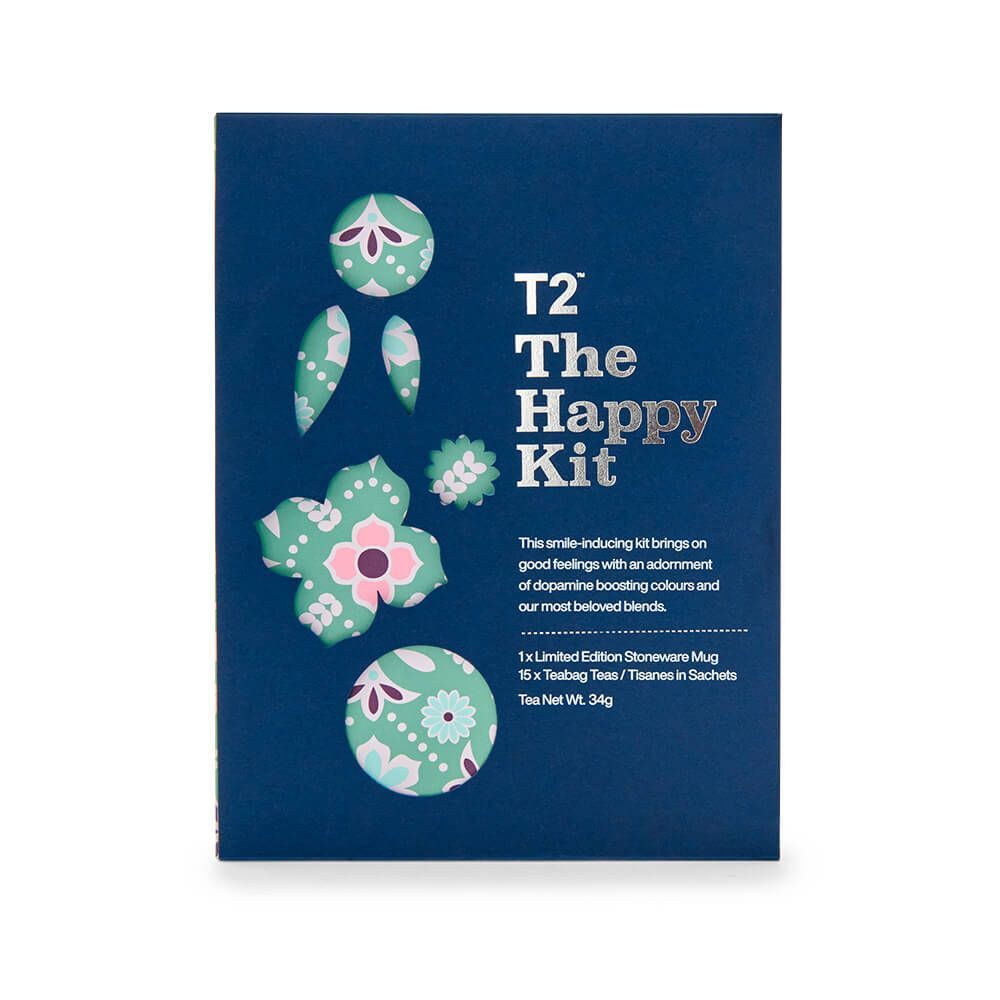 T2™
The
Happy
Kit
This smile-inducing kit brings on
good feelings with an adornment
of dopamine boosting colours and
our most beloved blends.
1 x Limited Edition Stoneware Mug
15 x Teabag Teas / Tisanes in Sachets
Tea Net Wt. 34g